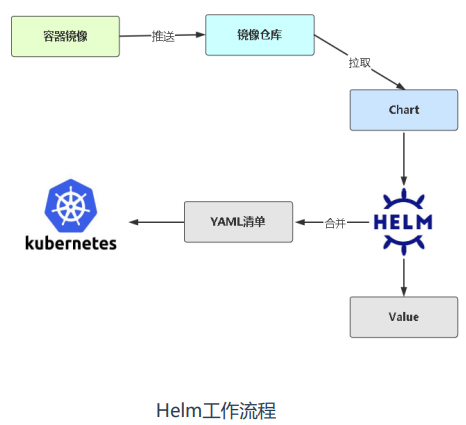 容器镜像
推送
镜像仓库
拉取
Chart
HELM
合并
YAML清单
kubernetes
Value
Helm工作流程